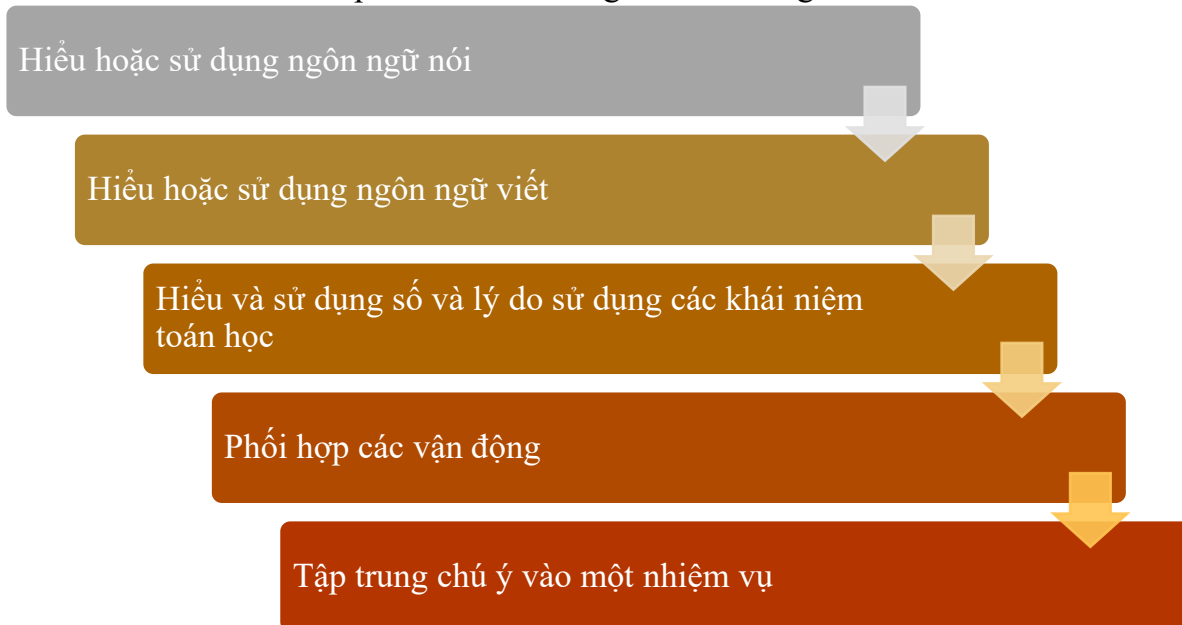 Hiểu hoặc sử dụng ngôn ngữ nói
Hiểu hoặc sử dụng ngôn ngữ viết
Hiểu và sử dụng số và lý do sử dụng các khái niệm
toán học
Phối hợp các vận động
Tập trung chú ý vào một nhiệm vụ